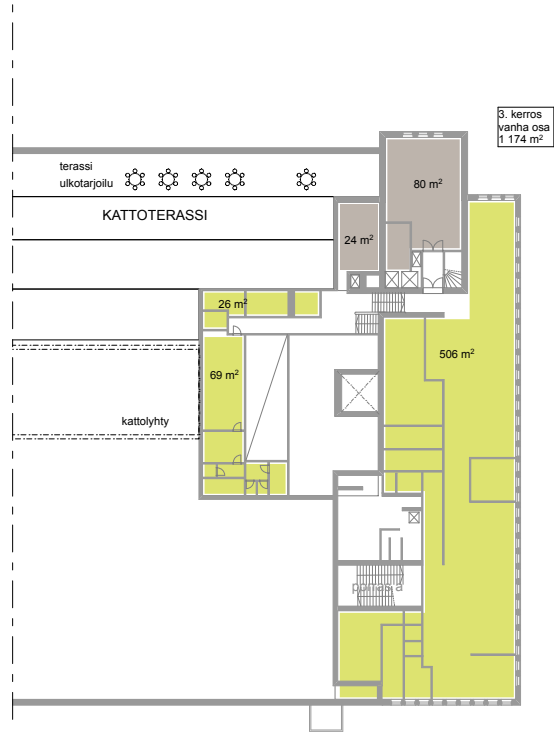 3. kerros
vanha osa
1 174 m²
terassi
ulkotarjoilu
80 m²
KATTOTERASSI
24 m²
26 m²
506 m²
69 m²
kattolyhty